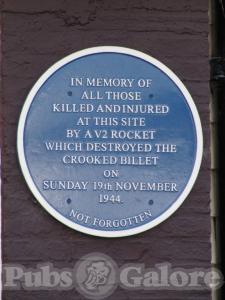 IN MEMORY OF
ALL THOSE
KILLED AND INJURED
AT THIS SITE
BY A V2 ROCKET
WHICH DESTROYED THE
CROOKED BILLET
ON
SUNDAY 19th NOVEMBER
1944
NOT FORGOTTEN
Pubs Galore